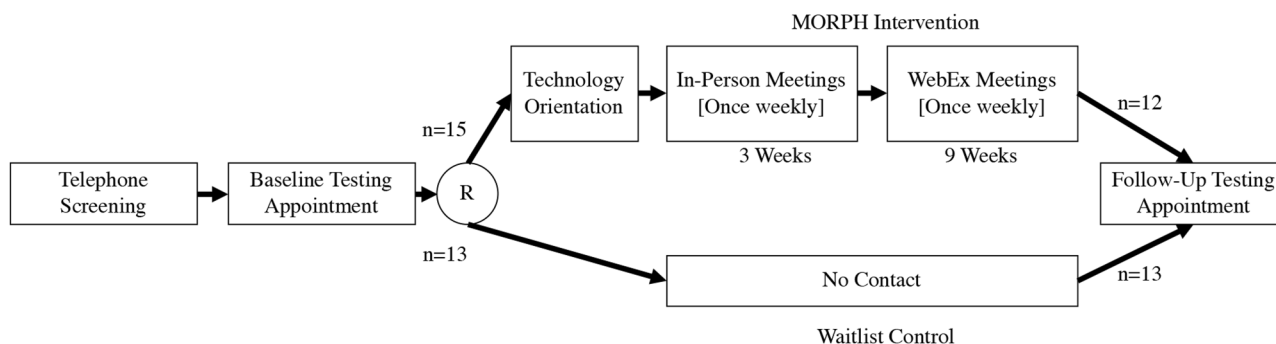 MORPH Intervention
Technology
Orientation
In-Person Meetings
[Once weekly]
WebEx Meetings
[Once weekly]
n=12
n=15
3 Weeks
9 Weeks
Telephone
Screening
Baseline Testing
Appointment
R
Follow-Up Testing
Appointment
n=13
No Contact
n=13
Waitlist Control